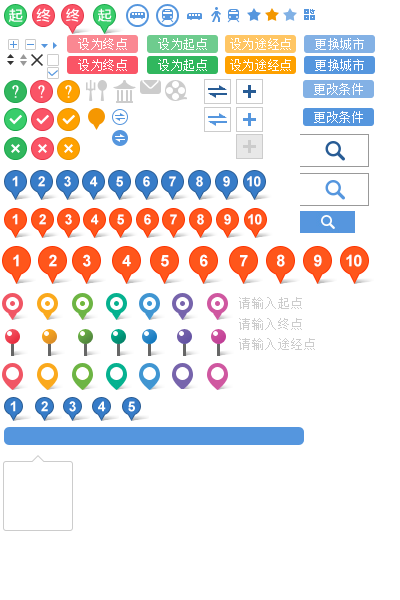 起 终 终 起
设为终点 设为起点 设为途经点 更换城市
设为终点 设为起点 设为途经点 更换城市
? ? ? 更改条件
更改条件
1 2 3 4 5 6 7 8 9 10
1 2 3 4 5 6 7 8 9 10
1 2 3 4 5 6 7 8 9 10
请输入起点
请输入终点
请输入途经点
1 2 3 4 5